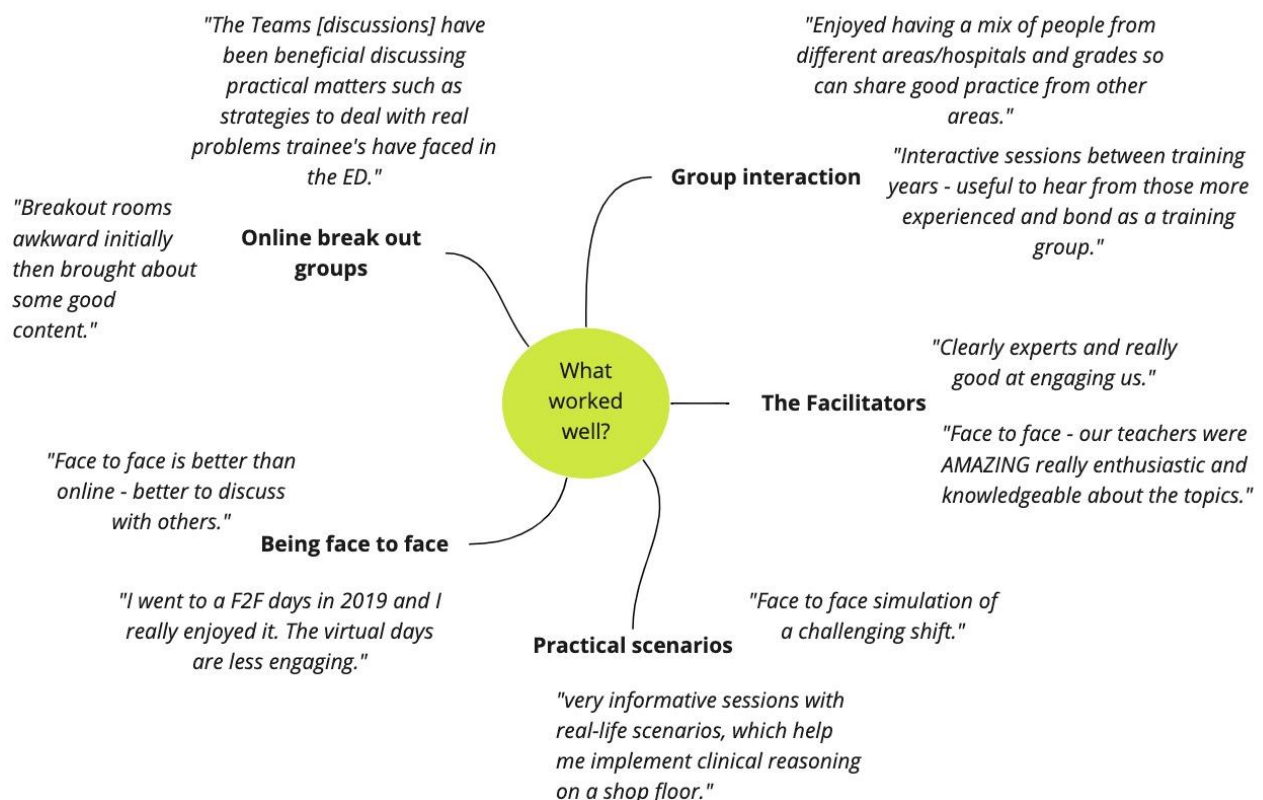 "The Teams [discussions] have
been beneficial discussing
practical matters such as
strategies to deal with real
problems trainee's have faced in
the ED."
"Enjoyed having a mix of people from
different areas/hospitals and grades so
can share good practice from other
areas."
Group interaction
"Interactive sessions between training
years - useful to hear from those more
experienced and bond as a training
group."
"Breakout rooms
awkward initially
then brought about
some good
content."
Online break out
groups
What
worked
well?
"Clearly experts and really
good at engaging us."
The Facilitators
"Face to face - our teachers were
AMAZING really enthusiastic and
knowledgeable about the topics."
"Face to face is better than
online - better to discuss
with others."
Being face to face
"I went to a F2F days in 2019 and I
really enjoyed it. The virtual days
are less engaging."
"Face to face simulation of
a challenging shift."
Practical scenarios
"very informative sessions with
real-life scenarios, which help
me implement clinical reasoning
on a shop floor."